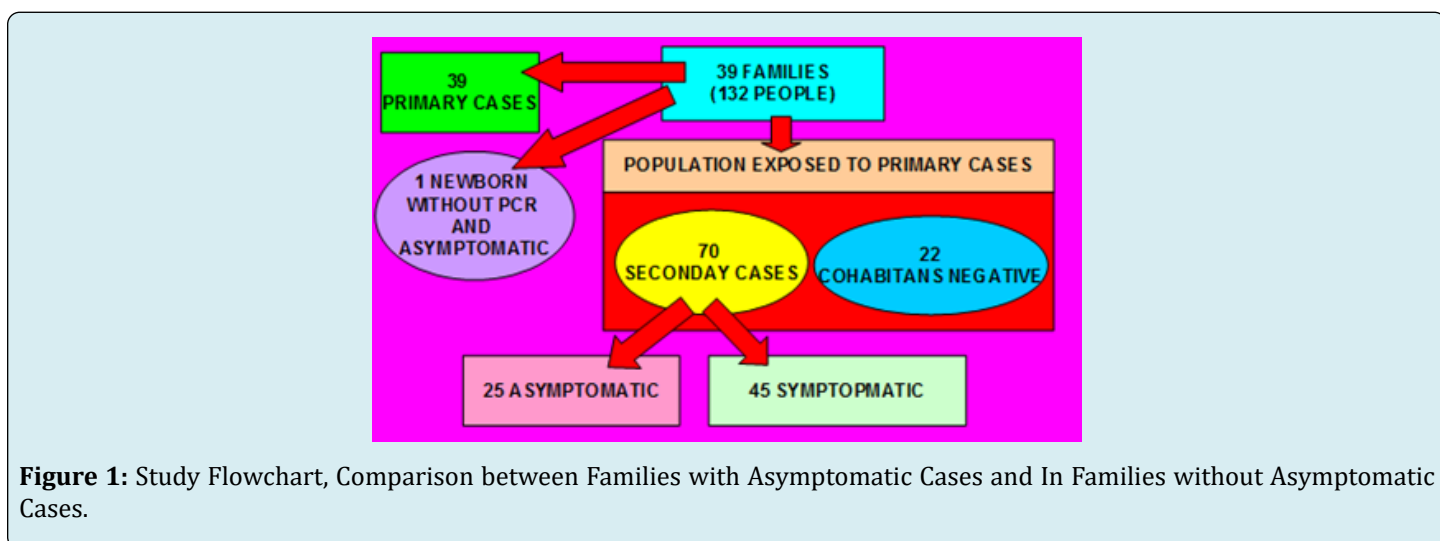 39
PRIMARY CASES
39 FAMILIES
(132 PEOPLE)
1 NEWBORN
WITHOUT PCR
AND
ASYMPTOMATIC
POPULATION EXPOSED TO PRIMARY CASES
70
SECONDAY CASES
22
COHABITANS NEGATIVE
25 ASYMPTOMATIC
45 SYMPTOPMATIC
Figure 1: Study Flowchart, Comparison between Families with Asymptomatic Cases and In Families without Asymptomatic
Cases.